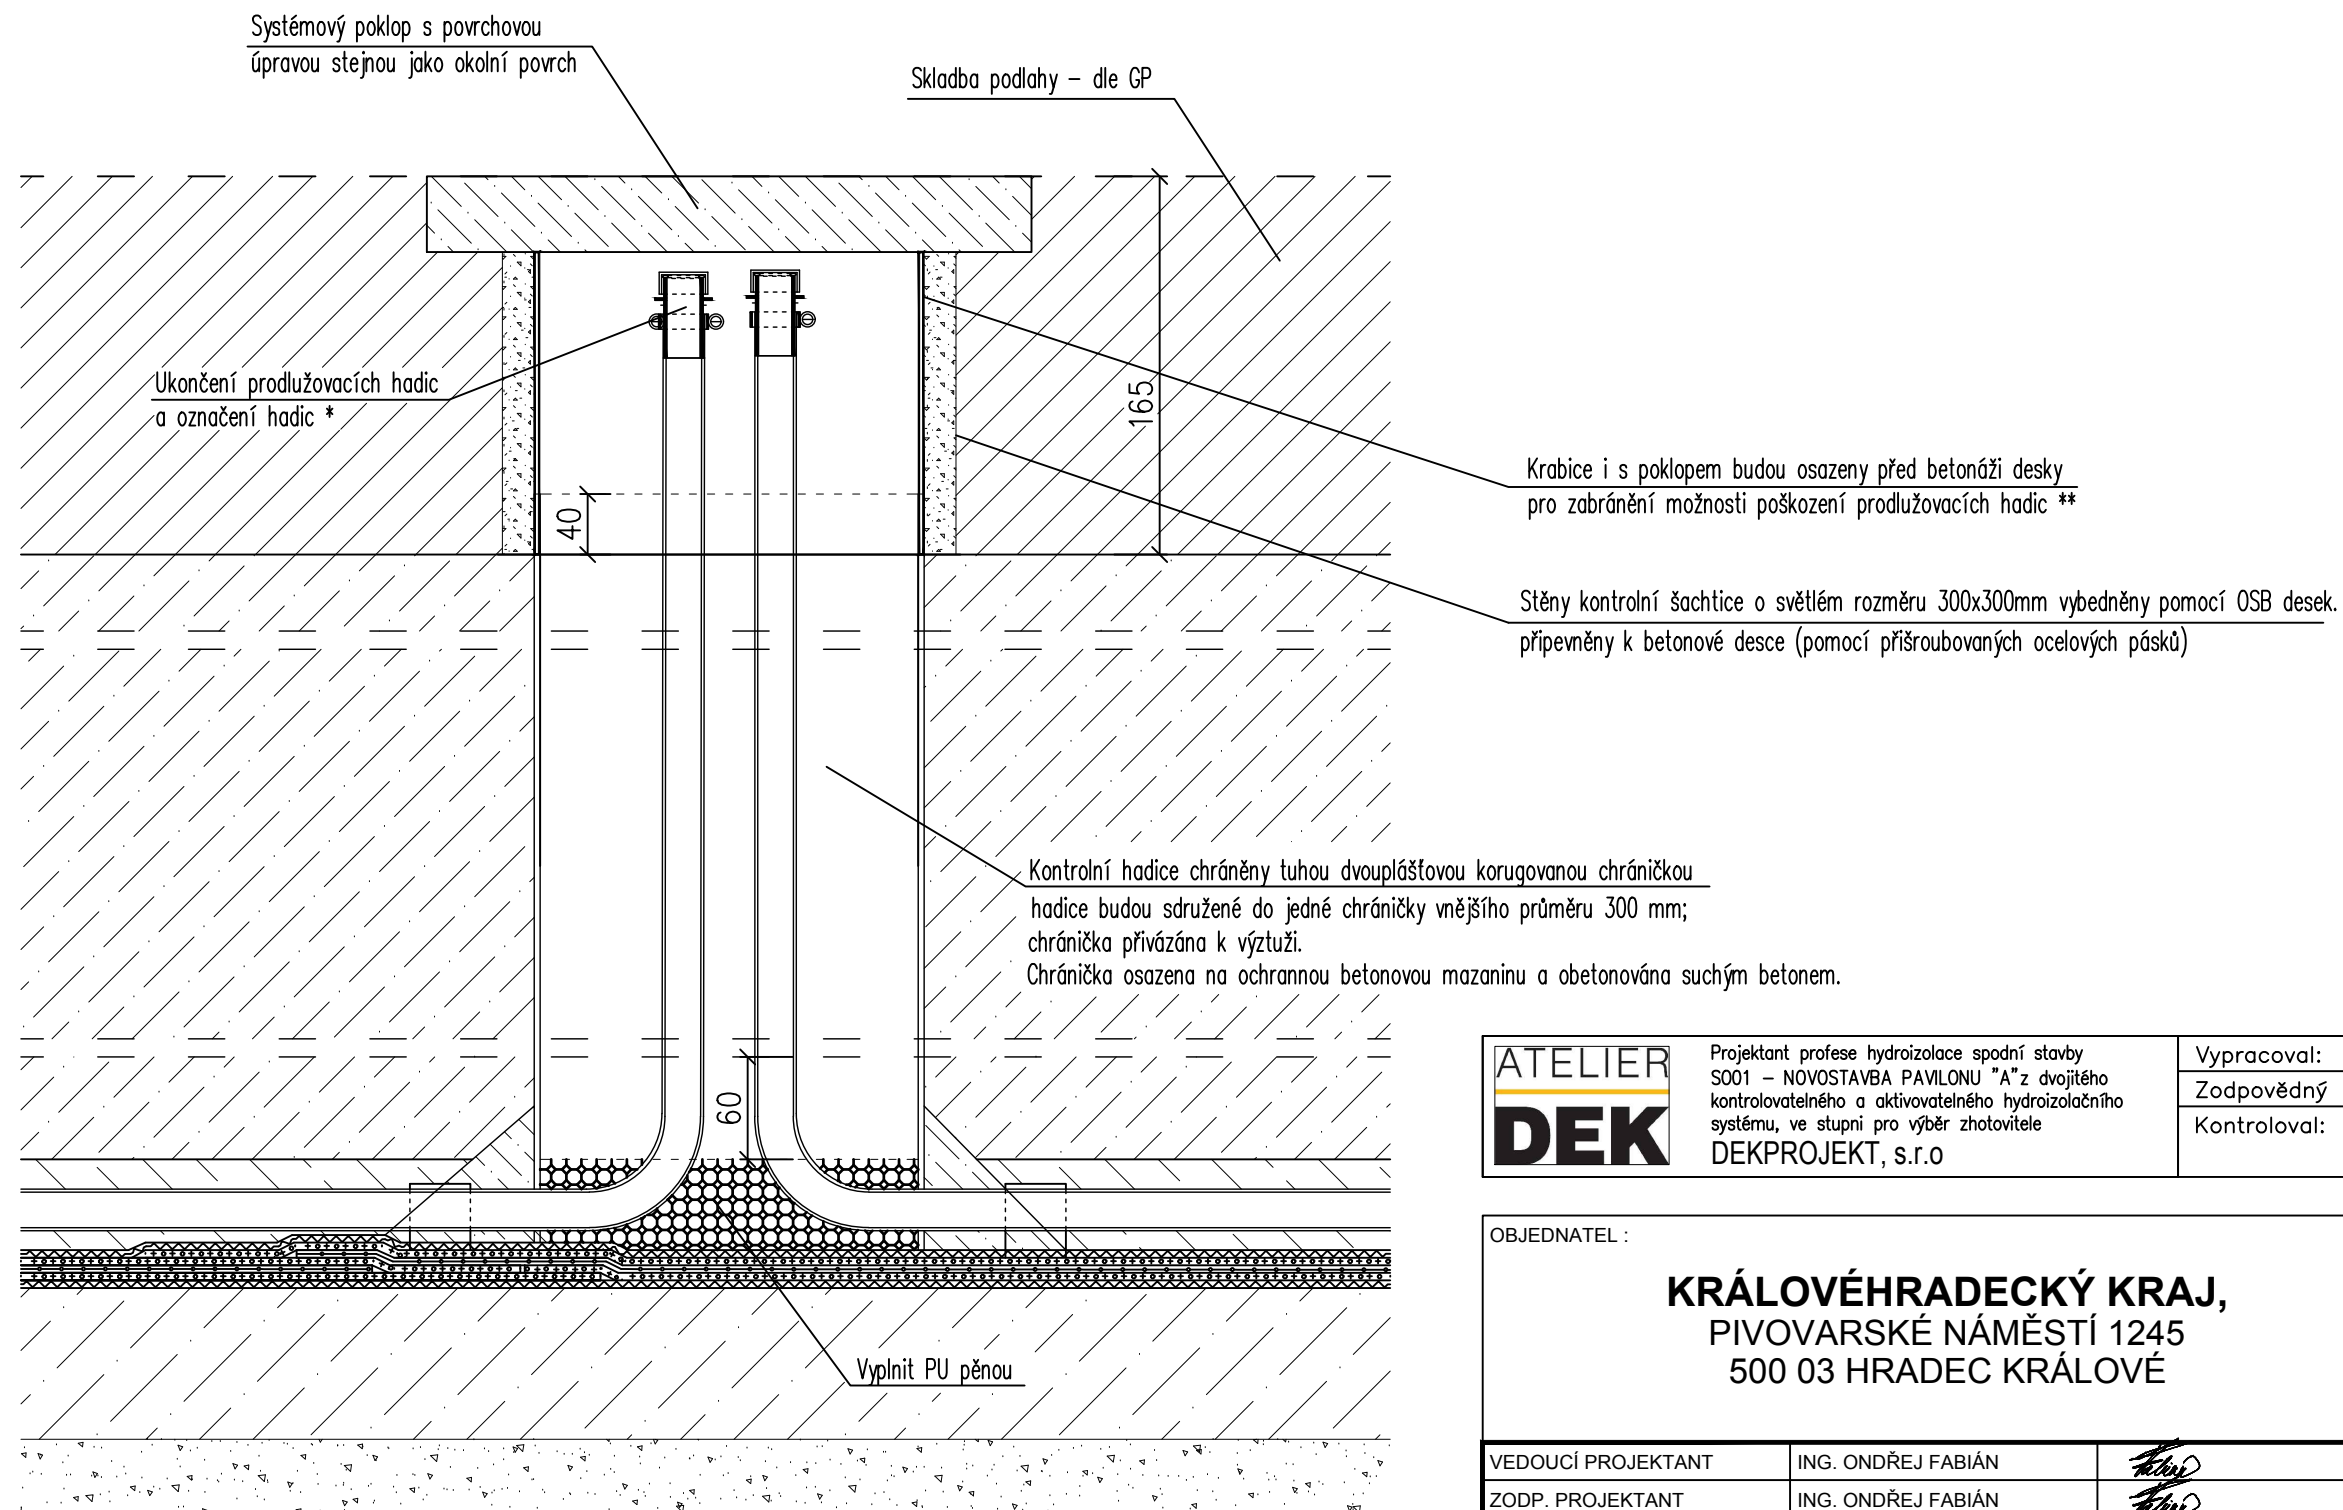 Systémový poklop s povrchovou
úpravou stejnou jako okolní povrch
Skladba podlahy – dle GP
Ukončení prodlužovacích hadic
a označení hadic *
165
40
Krabice i s poklopem budou osazeny před betonáži desky
pro zabránění možnosti poškození prodlužovacích hadic **
Stěny kontrolní šachtice o světlém rozměru 300x300mm vybedněny pomocí OSB desek.
připevněny k betonové desce (pomocí přišroubovaných ocelových pásků)
Kontrolní hadice chráněny tuhou dvouplášťovou korugovanou chráničkou
hadice budou sdružené do jedné chráničky vnějšího průměru 300 mm;
chránička přivázána k výztuži.
Chránička osazena na ochrannou betonovou mazaninu a obetonována suchým betonem.
60
Vyplnit PU pěnou
ATELIER
DEK
Projektant profese hydroizolace spodní stavby
SO01 – NOVOSTAVBA PAVILONU "A"z dvojitého
kontrolovatelného a aktivovatelného hydroizolačního
systému, ve stupni pro výběr zhotovitele
DEKPROJEKT, s.r.o
Vypracoval:
Zodpovědný
Kontroloval:
OBJEDNATEL :
KRÁLOVÉHRADECKÝ KRAJ,
PIVOVARSKÉ NÁMĚSTÍ 1245
500 03 HRADEC KRÁLOVÉ
VEDOUCÍ PROJEKTANT ING. ONDŘEJ FABIÁN Fabian
ZODP. PROJEKTANT ING. ONDŘEJ FABIÁN Fabian